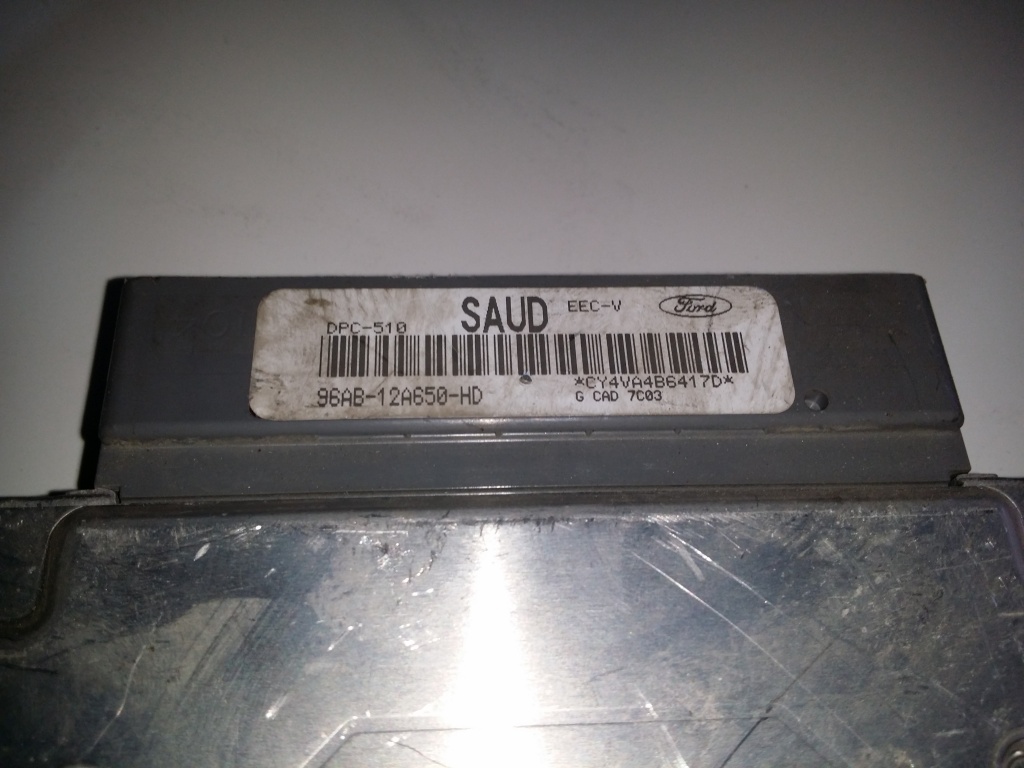 SAUD EEC-V Ford
DPC-510
*CY4VA4B6417D*
96AB-12A650-HD G CAD 7C03